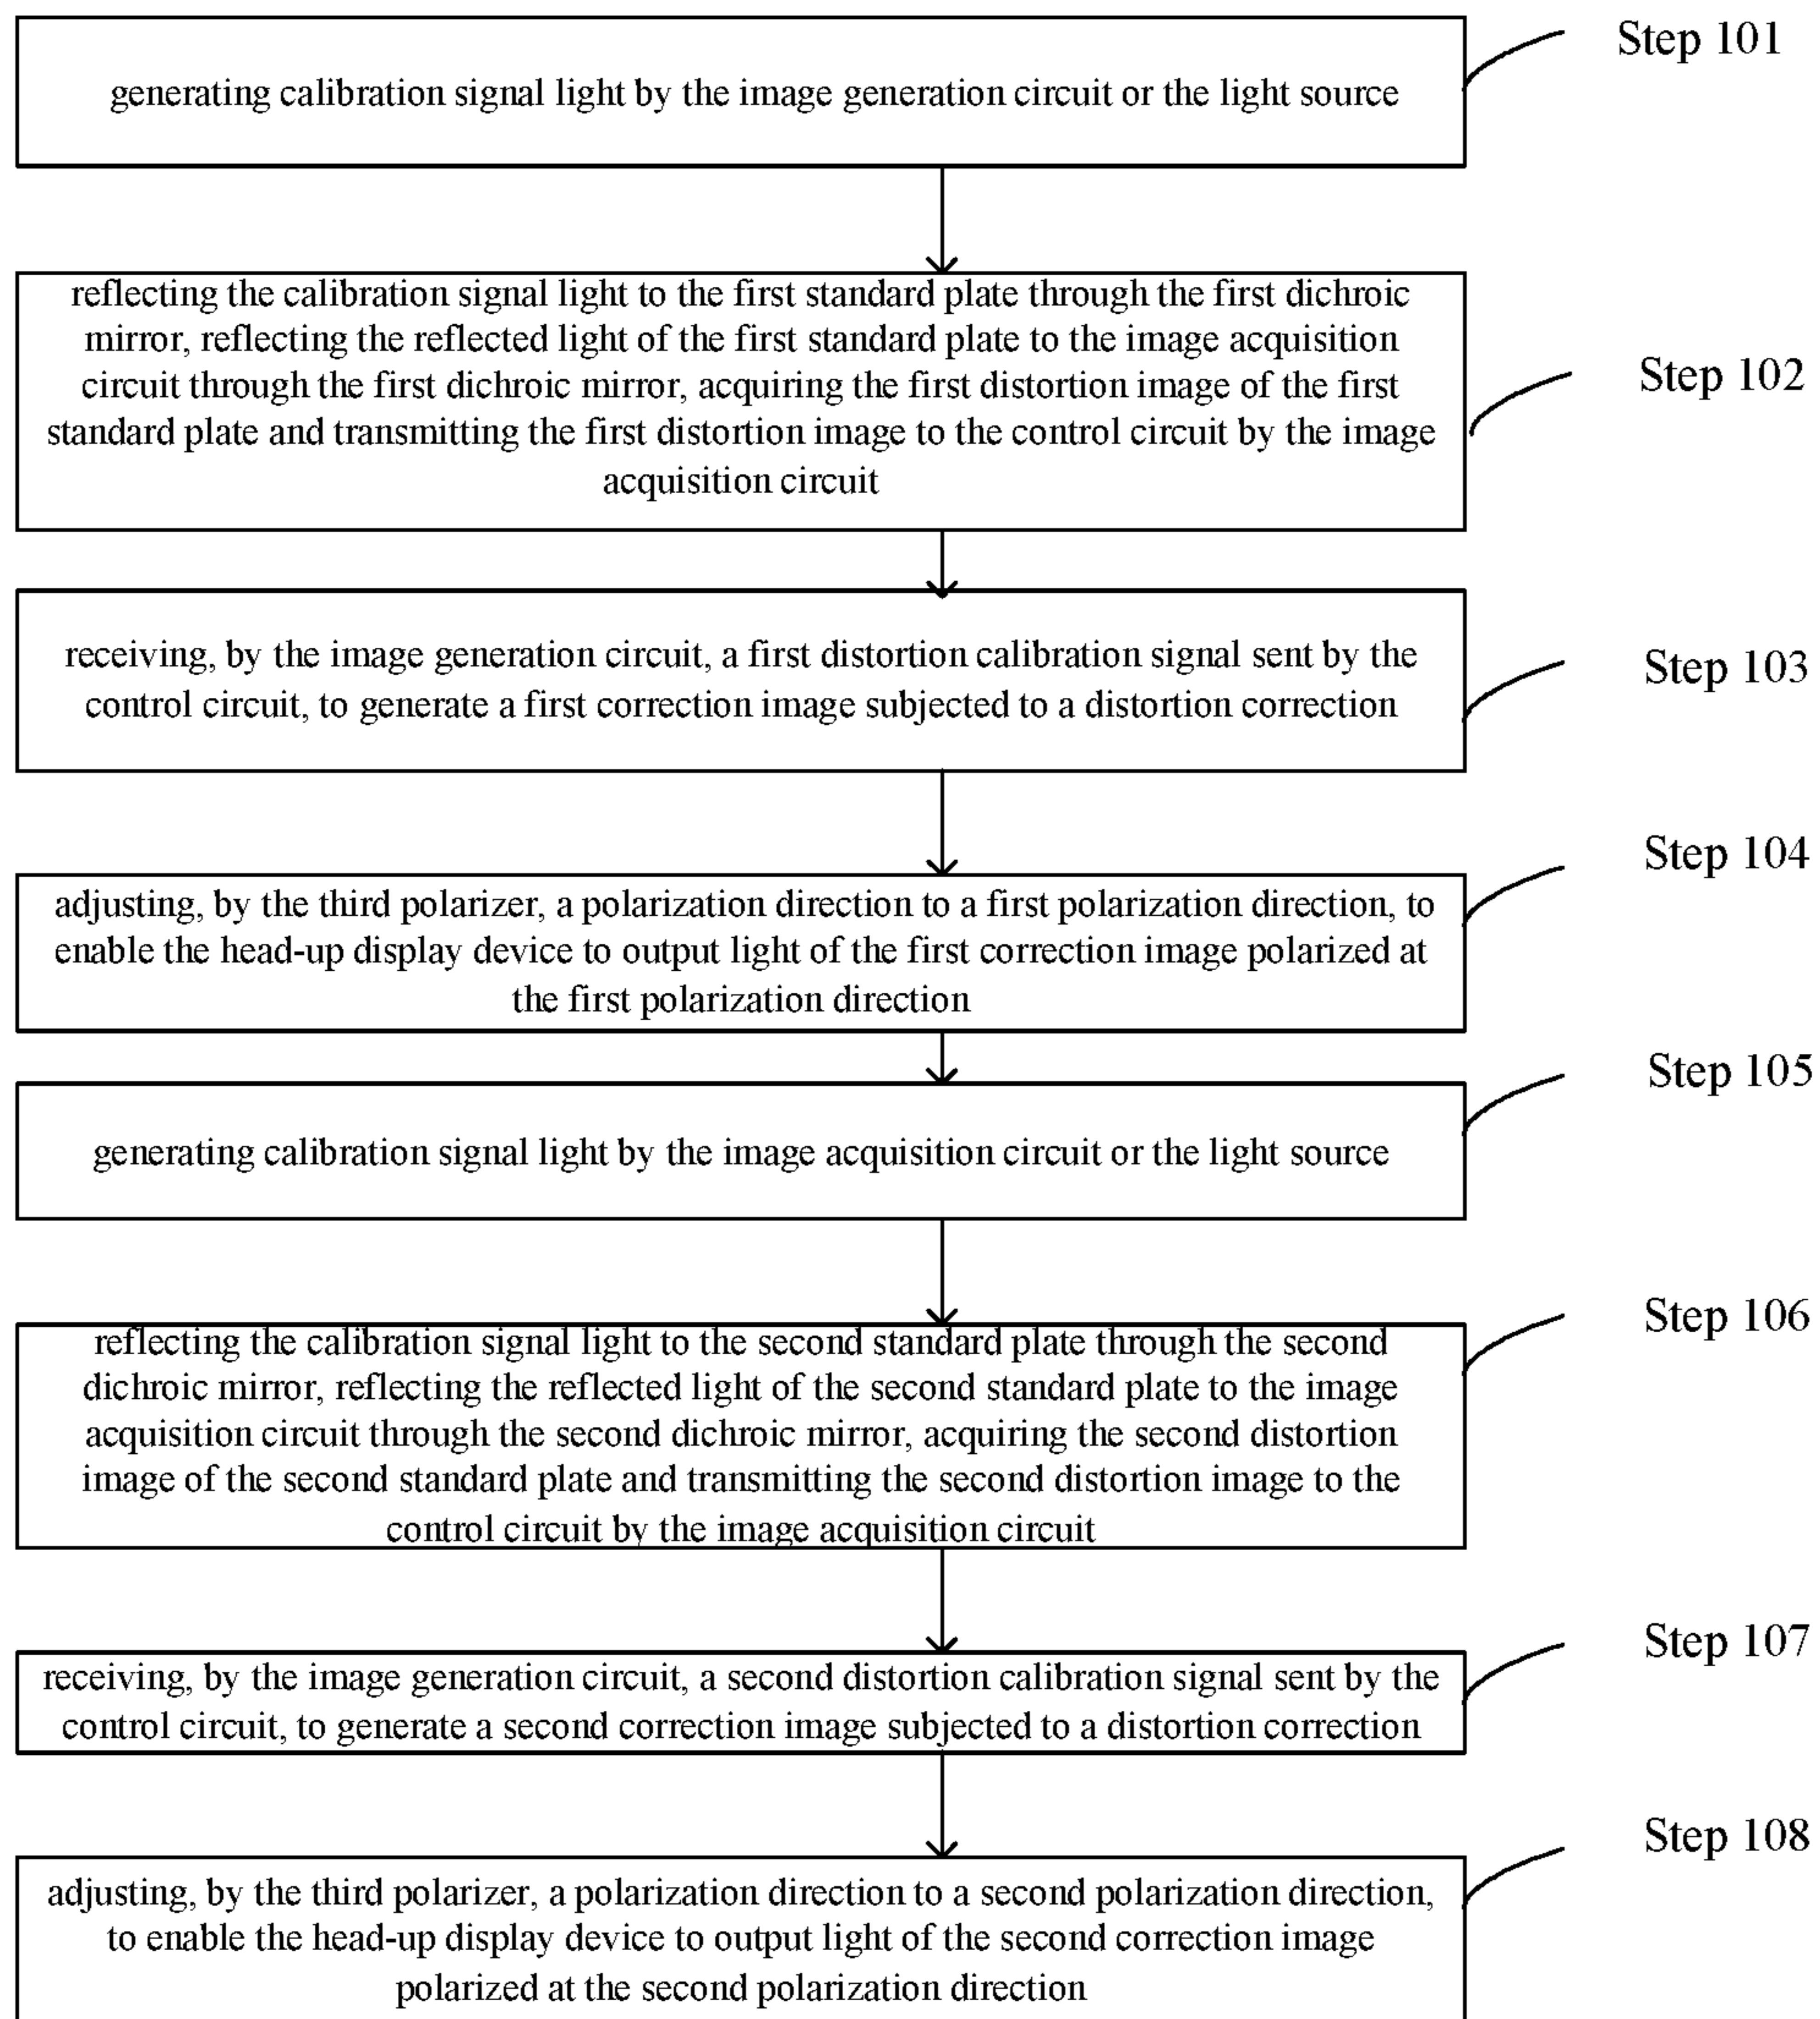 Step 101
generating calibration signal light by the image generation circuit or the light source
reflecting the calibration signal light to the first standard plate through the first dichroic
mirror, reflecting the reflected light of the first standard plate to the image acquisition
circuit through the first dichroic mirror, acquiring the first distortion image of the first
standard plate and transmitting the first distortion image to the control circuit by the image
acquisition circuit
Step 102
receiving, by the image generation circuit, a first distortion calibration signal sent by the
control circuit, to generate a first correction image subjected to a distortion correction
Step 103
Step 104
adjusting, by the third polarizer, a polarization direction to a first polarization direction, to
enable the head-up display device to output light of the first correction image polarized at
the first polarization direction
Step 105
generating calibration signal light by the image acquisition circuit or the light source
Step 106
reflecting the calibration signal light to the second standard plate through the second
dichroic mirror, reflecting the reflected light of the second standard plate to the image
acquisition circuit through the second dichroic mirror, acquiring the second distortion
image of the second standard plate and transmitting the second distortion image to the
control circuit by the image acquisition circuit
Step 107
receiving, by the image generation circuit, a second distortion calibration signal sent by the
control circuit, to generate a second correction image subjected to a distortion correction
Step 108
adjusting, by the third polarizer, a polarization direction to a second polarization direction,
to enable the head-up display device to output light of the second correction image
polarized at the second polarization direction